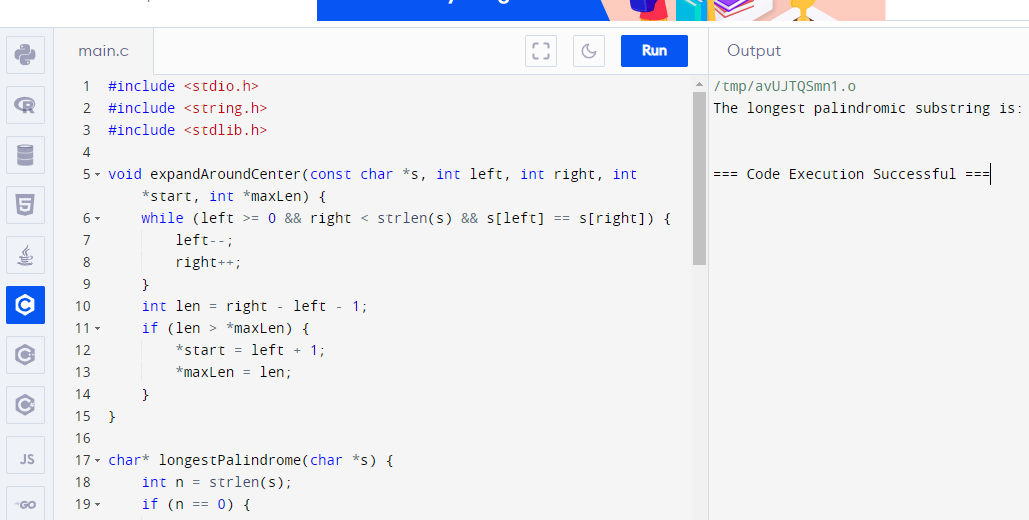 main.c
Run
Output
1 #include <stdio.h>
2 #include <string.h>
3 #include <stdlib.h>
4
5 void expandAroundCenter(const char *s, int left, int right, int
*start, int *maxLen) {
6 while (left >= 0 && right < strlen(s) && s[left] == s[right]) {
7 left--;
8 right++;
9 }
10 int len = right - left - 1;
11 if (len > *maxLen) {
12 *start = left + 1;
13 *maxLen = len;
14 }
15 }
16
17 char* longestPalindrome(char *s) {
18 int n = strlen(s);
19 if (n == 0) {
/tmp/avUJTQSmn1.o
The longest palindromic substring is:
=== Code Execution Successful ===
R
5
C
C
C
JS
GO